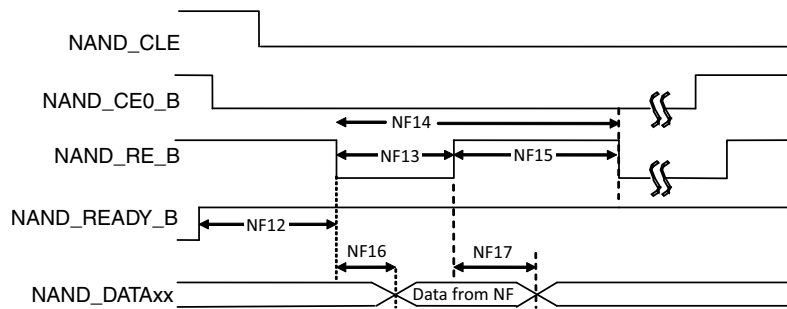 NAND_CLE
NAND_CE0_B
NF14
NAND_RE_B
NF13
NF15
NAND_READY_B
NF12
NF16
NF17
NAND_DATAxx
Data from NF